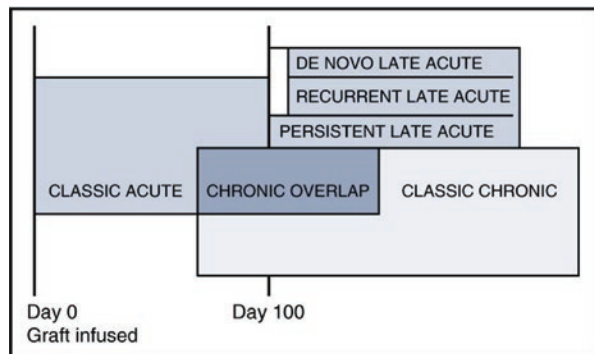 DE NOVO LATE ACUTE
RECURRENT LATE ACUTE
PERSISTENT LATE ACUTE
CLASSIC ACUTE
CHRONIC OVERLAP
CLASSIC CHRONIC
Day 0
Graft infused
Day 100